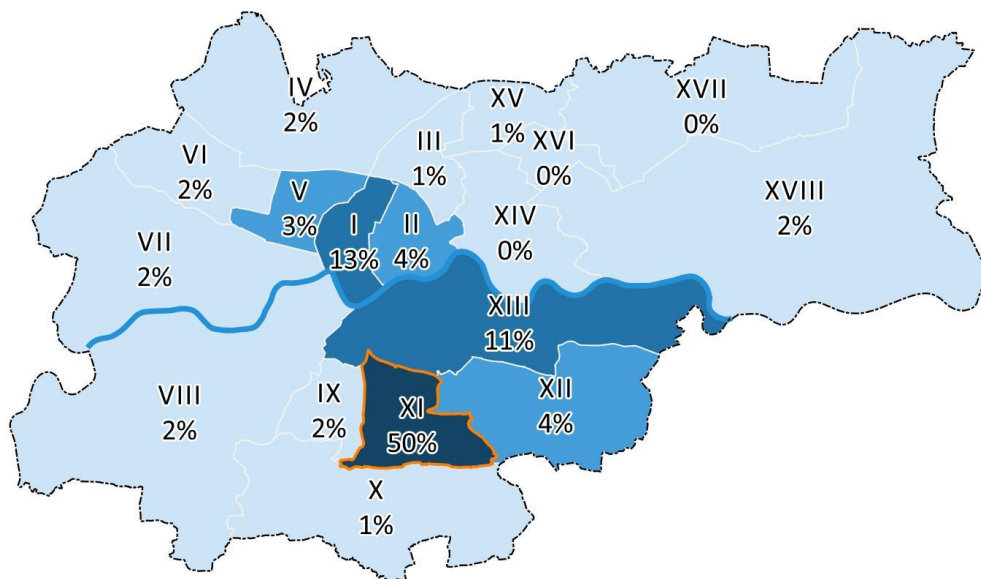 IV
2%
XV
1%
XVII
0%
III
1%
XVI
0%
VI
2%
V
3%
I
13%
II
4%
XIV
0%
XVIII
2%
VII
2%
XIII
11%
VIII
2%
IX
2%
XI
50%
XII
4%
X
1%